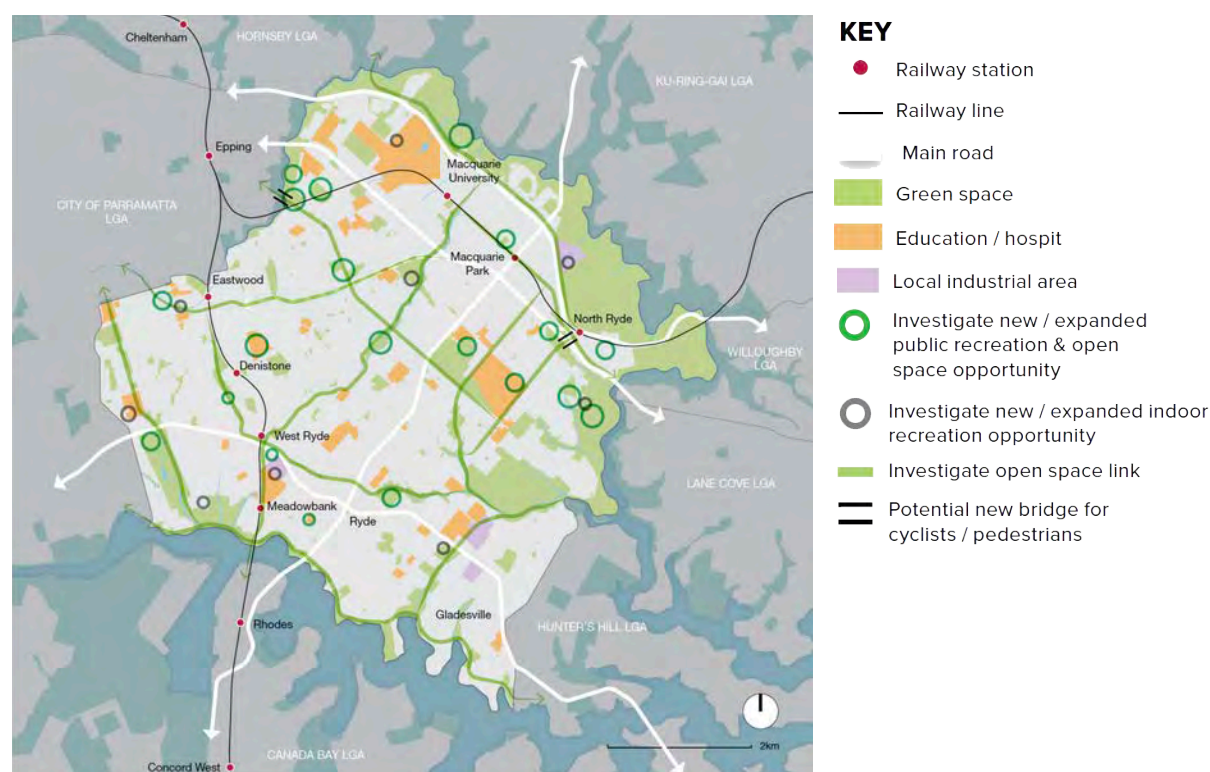 Cheltenham
HORNSBY LGA
KU-RING-GAI LGA
Epping
Macquarie
University
CITY OF PARRAMATTA
LGA
Macquarie
Park
Eastwood
North Ryde
WILLOUGHBY
LGA
Denistone
West Ryde
LANE COVE LGA
Meadowbank
Ryde
Gladesville
HUNTER'S HILL LGA
Rhodes
CANADA BAY LGA
Concord West
2km
KEY
Railway station
Railway line
Main road
Green space
Education / hospit
Local industrial area
Investigate new / expanded
public recreation & open
space opportunity
Investigate new / expanded indoor
recreation opportunity
Investigate open space link
Potential new bridge for
cyclists / pedestrians